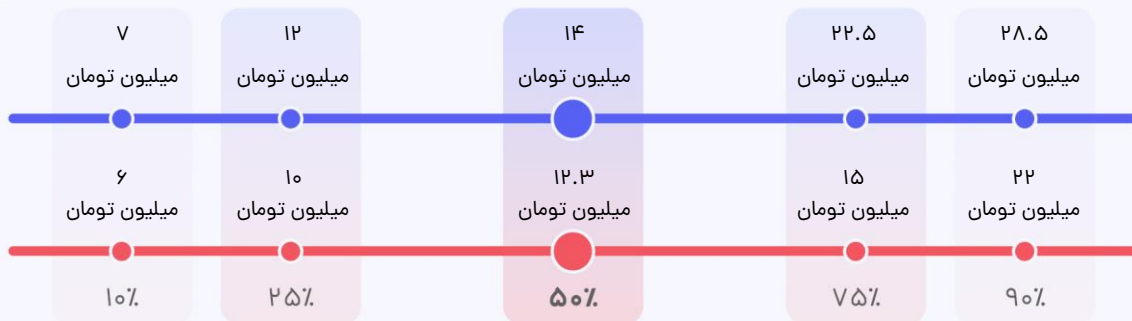 ۷ ۱۲ ۱۴ ۲۲.۵ ۲۸.۵
میلیون تومان میلیون تومان میلیون تومان میلیون تومان میلیون تومان
۶ ۱۰ ۱۲.۳ ۱۵ ۲۲
میلیون تومان میلیون تومان میلیون تومان میلیون تومان میلیون تومان
۱۰٪ ۲۵٪ ۵۰٪ ۷۵٪ ۹۰٪